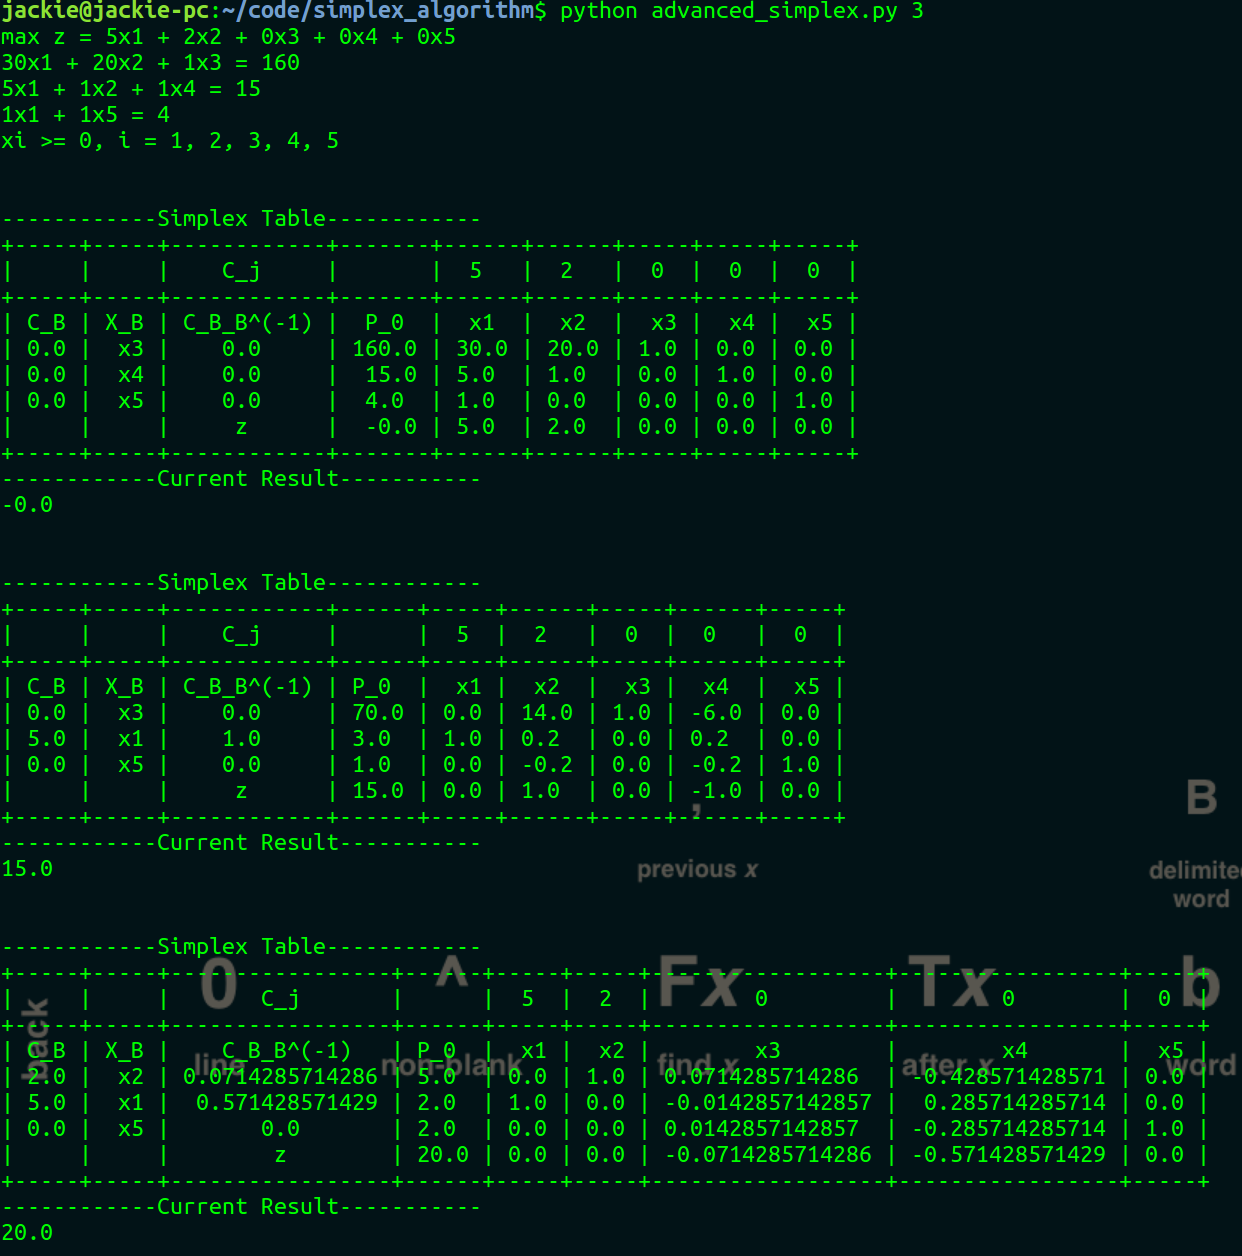 jackie@jackie-pc:~/code/simplex_algorithm$ python advanced_simplex.py 3
max z = 5x1 + 2x2 + 0x3 + 0x4 + 0x5
30x1 + 20x2 + 1x3 = 160
5x1 + 1x2 + 1x4 = 15
1x1 + 1x5 = 4
xi >= 0, i = 1, 2, 3, 4, 5
------------Simplex Table------------
+-----+-----+------------+-------+------+------+-----+-----+-----+
|     |     |    C_j     |       |  5   |  2   |  0  |  0  |  0  |
+-----+-----+------------+-------+------+------+-----+-----+-----+
| C_B | X_B | C_B_B^(-1) |  P_0  |  x1  |  x2  |  x3 |  x4 |  x5 |
| 0.0 |  x3 |    0.0     | 160.0 | 30.0 | 20.0 | 1.0 | 0.0 | 0.0 |
| 0.0 |  x4 |    0.0     |  15.0 | 5.0  | 1.0  | 0.0 | 1.0 | 0.0 |
| 0.0 |  x5 |    0.0     |  4.0  | 1.0  | 0.0  | 0.0 | 0.0 | 1.0 |
|     |     |     z      |  -0.0 | 5.0  | 2.0  | 0.0 | 0.0 | 0.0 |
+-----+-----+------------+-------+------+------+-----+-----+-----+
------------Current Result-----------
-0.0
------------Simplex Table------------
+-----+-----+------------+------+-----+------+-----+------+-----+
|     |     |    C_j     |      |  5  |  2   |  0  |  0   |  0  |
+-----+-----+------------+------+-----+------+-----+------+-----+
| C_B | X_B | C_B_B^(-1) | P_0  |  x1 |  x2  |  x3 |  x4  |  x5 |
| 0.0 |  x3 |    0.0     | 70.0 | 0.0 | 14.0 | 1.0 | -6.0 | 0.0 |
| 5.0 |  x1 |    1.0     | 3.0  | 1.0 | 0.2  | 0.0 | 0.2  | 0.0 |
| 0.0 |  x5 |    0.0     | 1.0  | 0.0 | -0.2 | 0.0 | -0.2 | 1.0 |
|     |     |     z      | 15.0 | 0.0 | 1.0  | 0.0 | -1.0 | 0.0 |
+-----+-----+------------+------+-----+------+-----+------+-----+
, B
------------Current Result-----------
15.0
previous x delimite
word
------------Simplex Table------------
+-----+-----+-----------------+------+-----+-----+------------------+-----------------+-----+
|     |     |       C_j       |      |  5  |  2  |        0         |        0        |  0  |
+-----+-----+-----------------+------+-----+-----+------------------+-----------------+-----+
| C_B | X_B |    C_B_B^(-1)   | P_0  |  x1 |  x2 |        x3        |        x4       |  x5 |
| 2.0 |  x2 | 0.0714285714286 | 5.0  | 0.0 | 1.0 | 0.0714285714286  | -0.428571428571 | 0.0 |
| 5.0 |  x1 |  0.571428571429 | 2.0  | 1.0 | 0.0 | -0.0142857142857 |  0.285714285714 | 0.0 |
| 0.0 |  x5 |       0.0       | 2.0  | 0.0 | 0.0 | 0.0142857142857  | -0.285714285714 | 1.0 |
|     |     |        z        | 20.0 | 0.0 | 0.0 | -0.0714285714286 | -0.571428571429 | 0.0 |
+-----+-----+-----------------+------+-----+-----+------------------+-----------------+-----+
0 ^ Fx Tx b
back line non-blank find x after x word
------------Current Result-----------
20.0